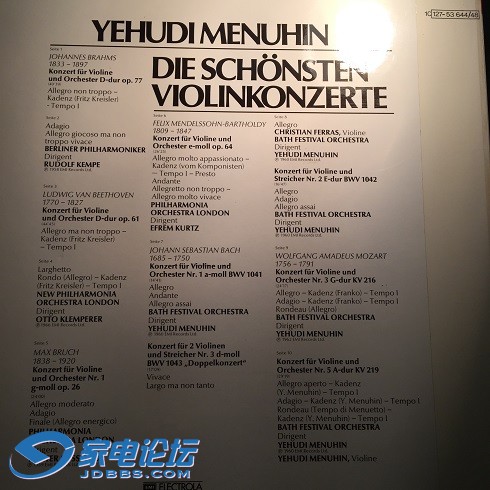 1C 127-53 644/48
YEHUDI MENUHIN
DIE SCHÖNSTEN
VIOLINKONZERTE
Seite 1
JOHANNES BRAHMS
1833 – 1897
Konzert für Violine
und Orchester D-dur op. 77
Allegro non troppo –
Kadenz (Fritz Kreisler)
– Tempo I
Seite 2
Adagio
Allegro giocoso ma non
troppo vivace
BERLINER PHILHARMONIKER
Dirigent
RUDOLF KEMPE
Seite 3
LUDWIG VAN BEETHOVEN
1770 – 1827
Konzert für Violine
und Orchester D-dur op. 61
Allegro ma non troppo –
Kadenz (Fritz Kreisler)
– Tempo I
Seite 4
Larghetto
Rondo (Allegro) – Kadenz
(Fritz Kreisler) – Tempo I
NEW PHILHARMONIA
ORCHESTRA LONDON
Dirigent
OTTO KLEMPERER
Seite 5
MAX BRUCH
1838 – 1920
Konzert für Violine
und Orchester Nr. 1
g-moll op. 26
Allegro moderato
Adagio
Finale (Allegro energico)
PHILHARMONIA
Seite 6
FELIX MENDELSSOHN-BARTHOLDY
1809 – 1847
Konzert für Violine und
Orchester e-moll op. 64
Allegro molto appassionato –
Kadenz (vom Komponisten)
– Tempo I – Presto
Andante
Allegretto non troppo –
Allegro molto vivace
PHILHARMONIA
ORCHESTRA LONDON
Dirigent
EFREM KURTZ
Seite 7
JOHANN SEBASTIAN BACH
1685 – 1750
Konzert für Violine und
Orchester Nr. 1 a-moll BWV 1041
Allegro
Andante
Allegro assai
BATH FESTIVAL ORCHESTRA
Dirigent
YEHUDI MENUHIN
Konzert für 2 Violinen
und Streicher Nr. 3 d-moll
BWV 1043 „Doppelkonzert"
Vivace
Largo ma non tanto
Seite 8
Allegro
CHRISTIAN FERRAS, Violine
BATH FESTIVAL ORCHESTRA
Dirigent
YEHUDI MENUHIN
Konzert für Violine und
Streicher Nr. 2 E-dur BWV 1042
Allegro
Adagio
Allegro assai
BATH FESTIVAL ORCHESTRA
Dirigent
YEHUDI MENUHIN
Seite 9
WOLFGANG AMADEUS MOZART
1756 – 1791
Konzert für Violine und
Orchester Nr. 3 G-dur KV 216
Allegro – Kadenz (Franko) – Tempo I
Adagio – Kadenz (Franko) – Tempo I
Rondeau (Allegro)
BATH FESTIVAL ORCHESTRA
Dirigent
YEHUDI MENUHIN
Seite 10
Konzert für Violine und
Orchester Nr. 5 A-dur KV 219
Allegro aperto – Kadenz
(Y. Menuhin) – Tempo I
Adagio – Kadenz (Y. Menuhin) – Tempo I
Rondeau (Tempo di Menuetto) –
Kadenz (Y. Menuhin) – Tempo I
BATH FESTIVAL ORCHESTRA
Dirigent
YEHUDI MENUHIN
YEHUDI MENUHIN, Violine
EMI ELECTROLA
家电论坛
JDBBS.COM